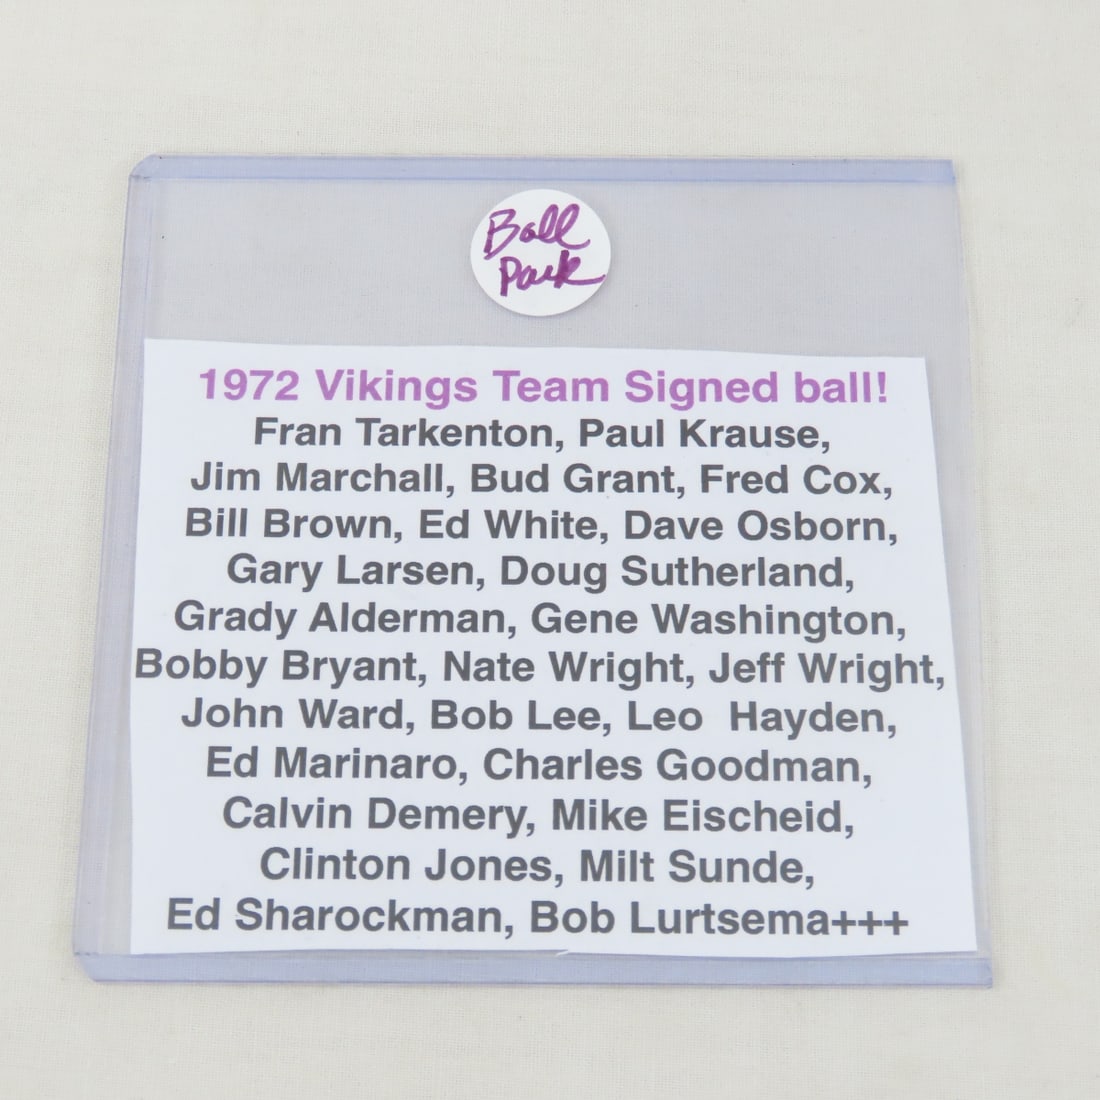 Ball
Park
1972 Vikings Team Signed ball!
Fran Tarkenton, Paul Krause,
Jim Marchall, Bud Grant, Fred Cox,
Bill Brown, Ed White, Dave Osborn,
Gary Larsen, Doug Sutherland,
Grady Alderman, Gene Washington,
Bobby Bryant, Nate Wright, Jeff Wright,
John Ward, Bob Lee, Leo  Hayden,
Ed Marinaro, Charles Goodman,
Calvin Demery, Mike Eischeid,
Clinton Jones, Milt Sunde,
Ed Sharockman, Bob Lurtsema+++